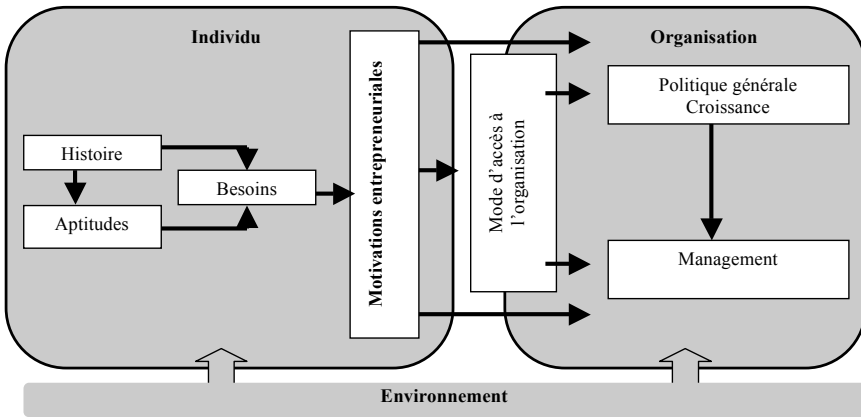 Individu
Organisation
Motivations entrepreneuriales
Politique générale
Croissance
Mode d'accès à
l'organisation
Histoire
Besoins
Aptitudes
Management
Environnement